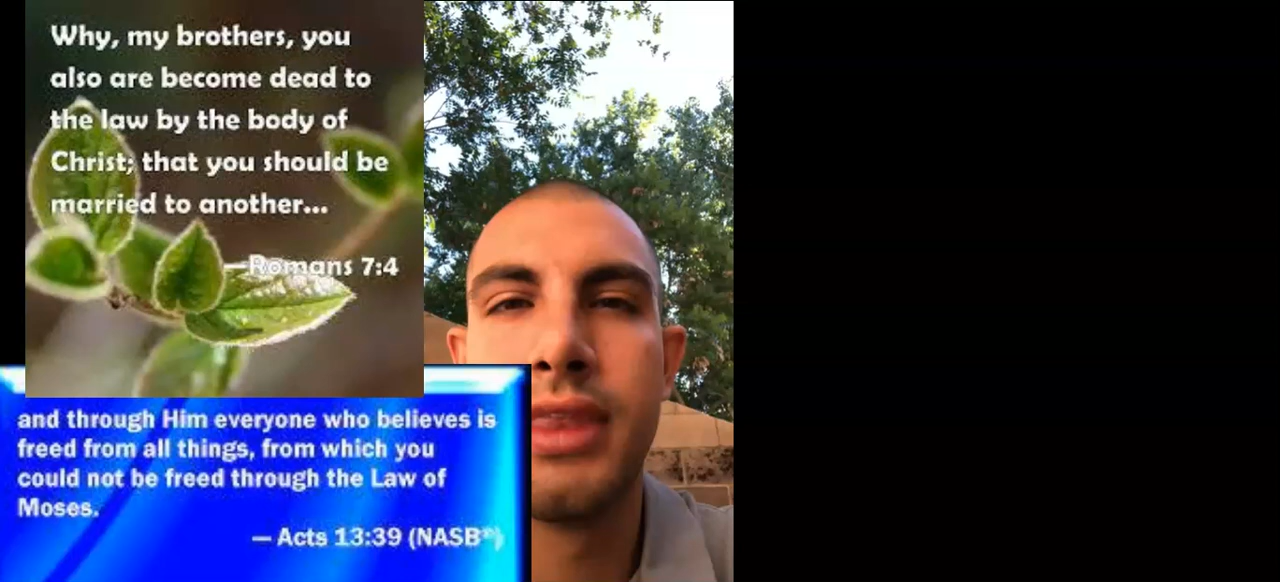 Why, my brothers, you
also are become dead to
the law by the body of
Christ; that you should be
married to another...
—Romans 7:4
and through Him everyone who believes is
freed from all things, from which you
could not be freed through the Law of
Moses.
— Acts 13:39 (NASB®)